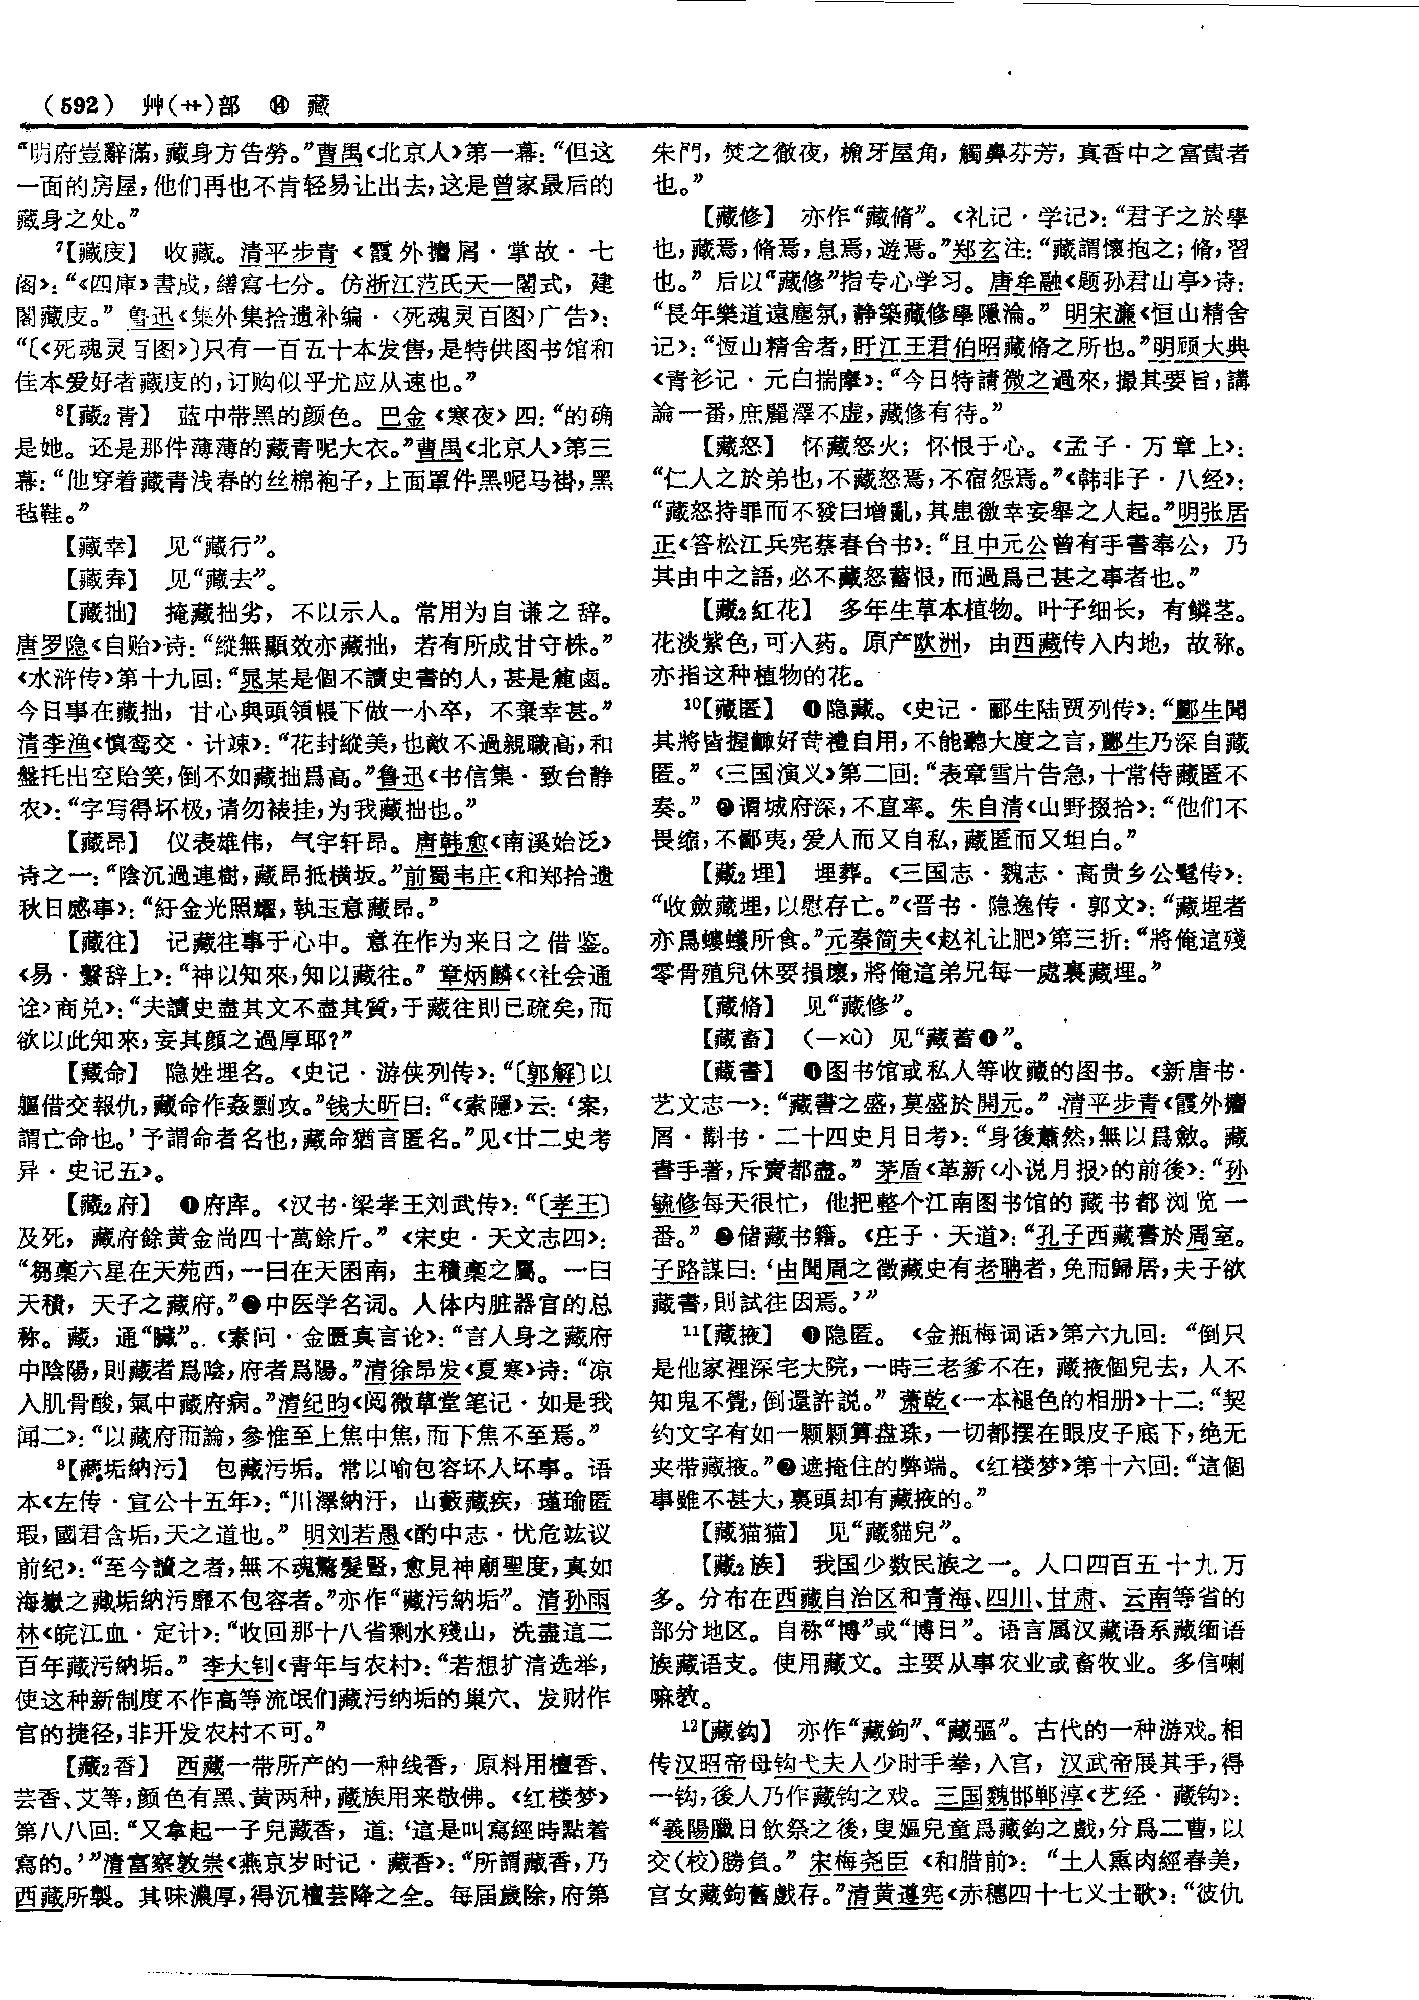 （592） 艸(艹)部 ⑭ 藏
“明府豈辭滿，藏身方告勞。”曹禺《北京人》第一幕：“但这
一面的房屋，他们再也不肯轻易让出去，这是曾家最后的
藏身之处。”
⁷【藏庋】 收藏。清平步青《霞外攟屑·掌故·七
阁》：“《四庫》書成，繕寫七分。仿浙江范氏天一閣式，建
閣藏庋。”鲁迅《集外集拾遗补编·〈死魂灵百图〉广告》：
“〔《死魂灵百图》〕只有一百五十本发售，是特供图书馆和
佳本爱好者藏庋的，订购似乎尤应从速也。”
⁸【藏₂青】 蓝中带黑的颜色。巴金《寒夜》四：“的确
是她。还是那件薄薄的藏青呢大衣。”曹禺《北京人》第三
幕：“他穿着藏青浅春的丝棉袍子，上面罩件黑呢马褂，黑
毡鞋。”
【藏幸】 见“藏行”。
【藏弆】 见“藏去”。
【藏拙】 掩藏拙劣，不以示人。常用为自谦之辞。
唐罗隐《自贻》诗：“縱無顯效亦藏拙，若有所成甘守株。”
《水浒传》第十九回：“晁某是個不讀史書的人，甚是麄鹵。
今日事在藏拙，甘心與頭領帳下做一小卒，不棄幸甚。”
清李渔《慎鸾交·计竦》：“花封縱美，也敵不過親職高，和
盤托出空貽笑，倒不如藏拙爲高。”鲁迅《书信集·致台静
农》：“字写得坏极，请勿裱挂，为我藏拙也。”
【藏昂】 仪表雄伟，气宇轩昂。唐韩愈《南溪始泛》
诗之一：“陰沉過連樹，藏昂抵横坂。”前蜀韦庄《和郑拾遗
秋日感事》：“紆金光照耀，執玉意藏昂。”
【藏往】 记藏往事于心中。意在作为来日之借鉴。
《易·繫辞上》：“神以知來，知以藏往。”章炳麟《〈社会通
诠〉商兑》：“夫讀史盡其文不盡其質，于藏往則已疏矣，而
欲以此知來，妄其顔之過厚耶？”
【藏命】 隐姓埋名。《史记·游侠列传》：“〔郭解〕以
軀借交報仇，藏命作姦剽攻。”钱大昕曰：“《索隱》云：‘案，
謂亡命也。’予謂命者名也，藏命猶言匿名。”见《廿二史考
异·史记五》。
【藏₂府】 ❶府库。《汉书·梁孝王刘武传》：“〔孝王〕
及死，藏府餘黄金尚四十萬餘斤。”《宋史·天文志四》：
“芻藁六星在天苑西，一曰在天囷南，主積藁之屬。一曰
天積，天子之藏府。”❷中医学名词。人体内脏器官的总
称。藏，通“臟”。《素问·金匮真言论》：“言人身之藏府
中陰陽，則藏者爲陰，府者爲陽。”清徐昂发《夏寒》诗：“凉
入肌骨酸，氣中藏府病。”清纪昀《阅微草堂笔记·如是我
闻二》：“以藏府而論，參惟至上焦中焦，而下焦不至焉。”
⁹【藏垢納污】 包藏污垢。常以喻包容坏人坏事。语
本《左传·宣公十五年》：“川澤納汙，山藪藏疾，瑾瑜匿
瑕，國君含垢，天之道也。”明刘若愚《酌中志·忧危竑议
前纪》：“至今讀之者，無不魂驚髮豎，愈見神廟聖度，真如
海嶽之藏垢納污靡不包容者。”亦作“藏污納垢”。清孙雨
林《皖江血·定计》：“收回那十八省剩水殘山，洗盡這二
百年藏污納垢。”李大钊《青年与农村》：“若想扩清选举，
使这种新制度不作高等流氓们藏污纳垢的巢穴、发财作
官的捷径，非开发农村不可。”
【藏₂香】 西藏一带所产的一种线香，原料用檀香、
芸香、艾等，颜色有黑、黄两种，藏族用来敬佛。《红楼梦》
第八八回：“又拿起一子兒藏香，道：‘這是叫寫經時點着
寫的。’”清富察敦崇《燕京岁时记·藏香》：“所謂藏香，乃
西藏所製。其味濃厚，得沉檀芸降之全。每届歲除，府第
朱門，焚之徹夜，檐牙屋角，觸鼻芬芳，真香中之富貴者
也。”
【藏修】 亦作“藏脩”。《礼记·学记》：“君子之於學
也，藏焉，脩焉，息焉，遊焉。”郑玄注：“藏謂懷抱之；脩，習
也。”后以“藏修”指专心学习。唐牟融《题孙君山亭》诗：
“長年樂道遠塵氛，静築藏修學隱淪。”明宋濂《恒山精舍
记》：“恆山精舍者，盱江王君伯昭藏脩之所也。”明顾大典
《青衫记·元白揣摩》：“今日特請微之過來，撮其要旨，講
論一番，庶麗澤不虚，藏修有待。”
【藏怒】 怀藏怒火；怀恨于心。《孟子·万章上》：
“仁人之於弟也，不藏怒焉，不宿怨焉。”《韩非子·八经》：
“藏怒持罪而不發曰增亂，其患徼幸妄舉之人起。”明张居
正《答松江兵宪蔡春台书》：“且中元公曾有手書奉公，乃
其由中之語，必不藏怒蓄恨，而過爲己甚之事者也。”
【藏₂紅花】 多年生草本植物。叶子细长，有鳞茎。
花淡紫色，可入药。原产欧洲，由西藏传入内地，故称。
亦指这种植物的花。
¹⁰【藏匿】 ❶隐藏。《史记·郦生陆贾列传》：“酈生聞
其將皆握齱好苛禮自用，不能聽大度之言，酈生乃深自藏
匿。”《三国演义》第二回：“表章雪片告急，十常侍藏匿不
奏。”❷谓城府深，不直率。朱自清《山野掇拾》：“他们不
畏缩，不鄙夷，爱人而又自私，藏匿而又坦白。”
【藏₂埋】 埋葬。《三国志·魏志·高贵乡公髦传》：
“收斂藏埋，以慰存亡。”《晋书·隐逸传·郭文》：“藏埋者
亦爲螻蟻所食。”元秦简夫《赵礼让肥》第三折：“將俺這殘
零骨殖兒休要損壞，將俺這弟兄每一處裏藏埋。”
【藏脩】 见“藏修”。
【藏畜】 （—xù）见“藏蓄❶”。
【藏書】 ❶图书馆或私人等收藏的图书。《新唐书·
艺文志一》：“藏書之盛，莫盛於開元。”清平步青《霞外攟
屑·斠书·二十四史月日考》：“身後蕭然，無以爲斂。藏
書手著，斥賣都盡。”茅盾《革新〈小说月报〉的前後》：“孙
毓修每天很忙，他把整个江南图书馆的藏书都浏览一
番。”❷储藏书籍。《庄子·天道》：“孔子西藏書於周室。
子路謀曰：‘由聞周之徵藏史有老聃者，免而歸居，夫子欲
藏書，則試往因焉。’”
¹¹【藏掖】 ❶隐匿。《金瓶梅词话》第六九回：“倒只
是他家裡深宅大院，一時三老爹不在，藏掖個兒去，人不
知鬼不覺，倒還許説。”萧乾《一本褪色的相册》十二：“契
约文字有如一颗颗算盘珠，一切都摆在眼皮子底下，绝无
夹带藏掖。”❷遮掩住的弊端。《红楼梦》第十六回：“這個
事雖不甚大，裏頭却有藏掖的。”
【藏猫猫】 见“藏貓兒”。
【藏₂族】 我国少数民族之一。人口四百五十九万
多。分布在西藏自治区和青海、四川、甘肃、云南等省的
部分地区。自称“博”或“博日”。语言属汉藏语系藏缅语
族藏语支。使用藏文。主要从事农业或畜牧业。多信喇
嘛教。
¹²【藏鈎】 亦作“藏鉤”、“藏彄”。古代的一种游戏。相
传汉昭帝母钩弋夫人少时手拳，入宫，汉武帝展其手，得
一钩，後人乃作藏钩之戏。三国魏邯郸淳《艺经·藏钩》：
“義陽臘日飲祭之後，叟嫗兒童爲藏鈎之戲，分爲二曹，以
交(校)勝負。”宋梅尧臣《和腊前》：“土人熏肉經春美，
宫女藏鉤舊戲存。”清黄遵宪《赤穗四十七义士歌》：“彼仇